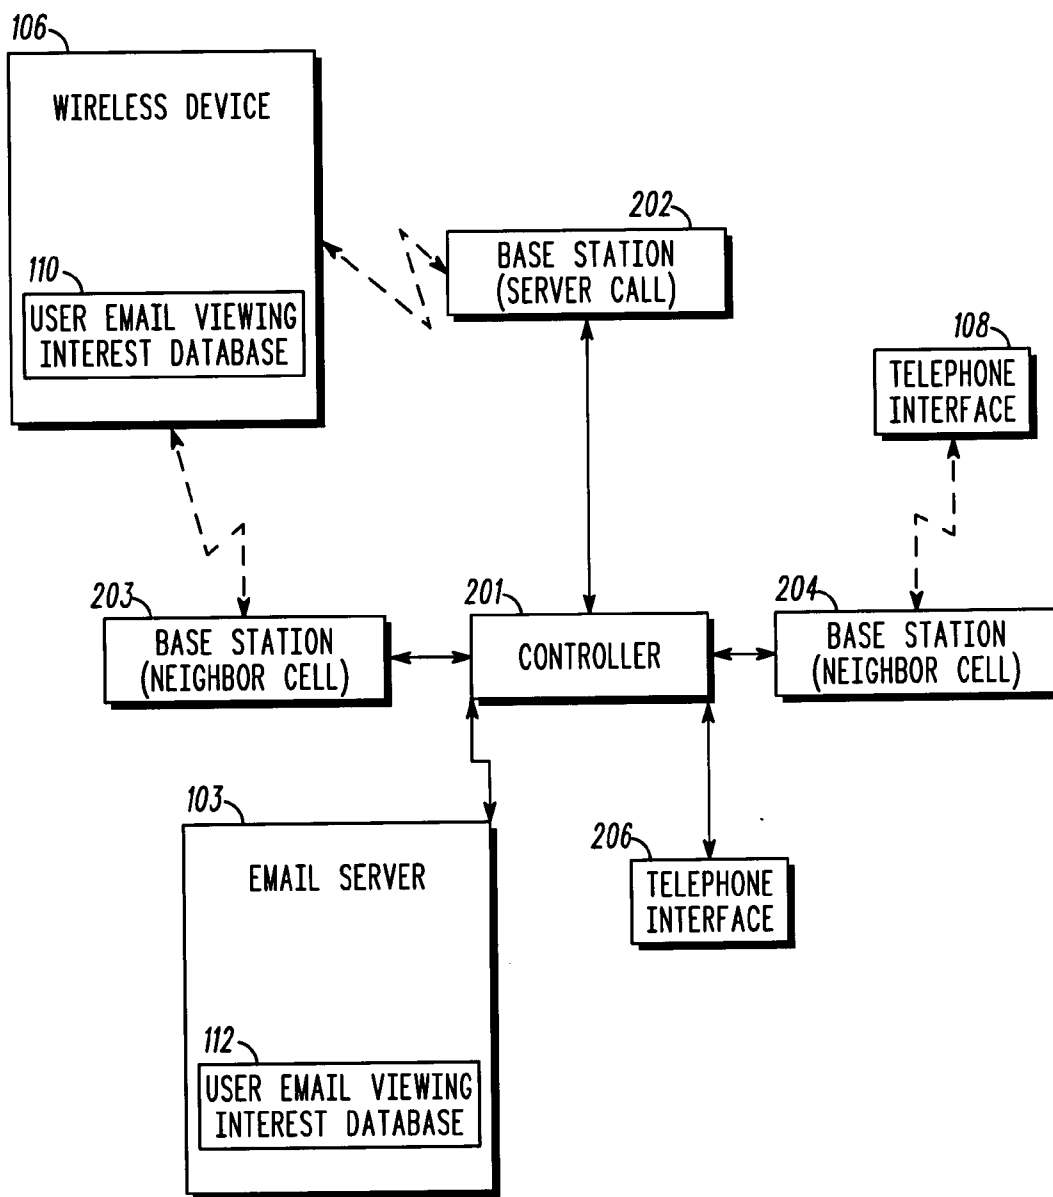 106
WIRELESS DEVICE
110
USER EMAIL VIEWING
INTEREST DATABASE
202
BASE STATION
(SERVER CALL)
108
TELEPHONE
INTERFACE
203
BASE STATION
(NEIGHBOR CELL)
201
CONTROLLER
204
BASE STATION
(NEIGHBOR CELL)
103
EMAIL SERVER
206
TELEPHONE
INTERFACE
112
USER EMAIL VIEWING
INTEREST DATABASE